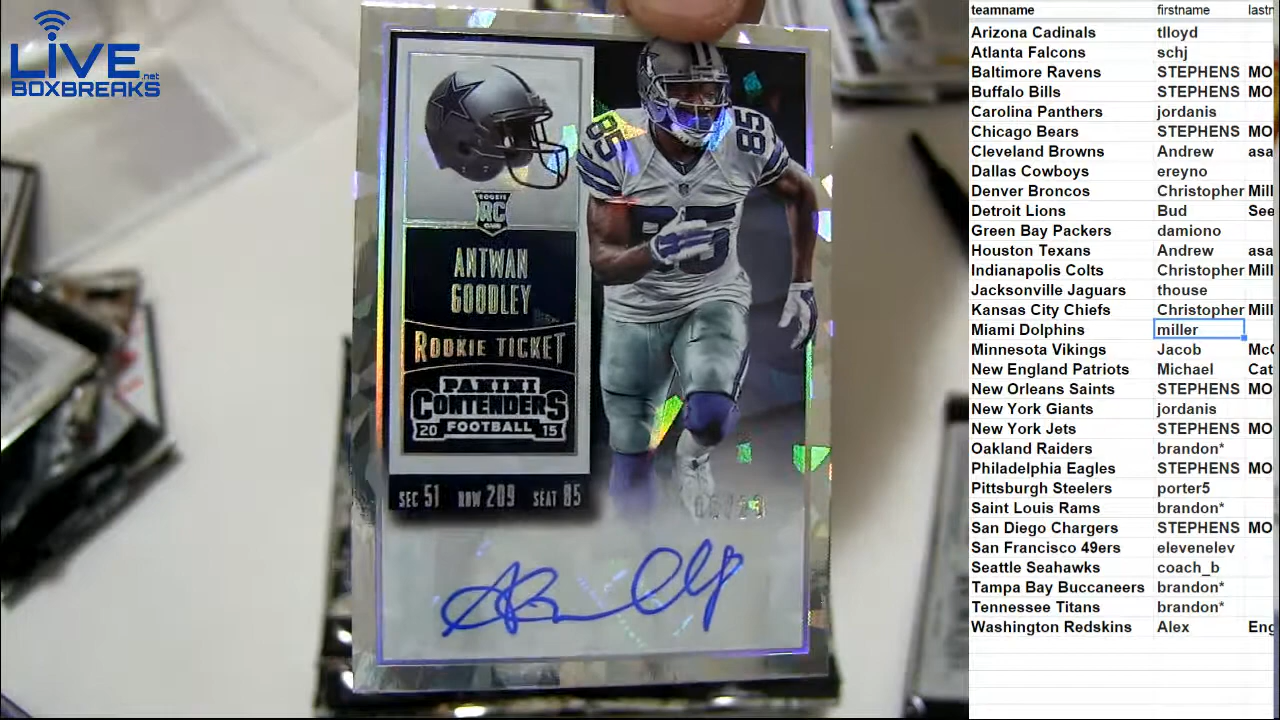 LIVE
BOXBREAKS.net
85
85
85
ROOKIE
RC
CARD
ANTWAN
GOODLEY
ROOKIE TICKET
PANINI
CONTENDERS
20 FOOTBALL 15
SEC 51 ROW 209 SEAT 85
teamname firstname lastn
Arizona Cadinals tlloyd
Atlanta Falcons schj
Baltimore Ravens STEPHENS MO
Buffalo Bills STEPHENS MO
Carolina Panthers jordanis
Chicago Bears STEPHENS MO
Cleveland Browns Andrew asa
Dallas Cowboys ereyno
Denver Broncos Christopher Mill
Detroit Lions Bud See
Green Bay Packers damiono
Houston Texans Andrew asa
Indianapolis Colts Christopher Mill
Jacksonville Jaguars thouse
Kansas City Chiefs Christopher Mill
Miami Dolphins miller
Minnesota Vikings Jacob McC
New England Patriots Michael Cat
New Orleans Saints STEPHENS MO
New York Giants jordanis
New York Jets STEPHENS MO
Oakland Raiders brandon*
Philadelphia Eagles STEPHENS MO
Pittsburgh Steelers porter5
Saint Louis Rams brandon*
San Diego Chargers STEPHENS MO
San Francisco 49ers elevenelev
Seattle Seahawks coach_b
Tampa Bay Buccaneers brandon*
Tennessee Titans brandon*
Washington Redskins Alex Eng